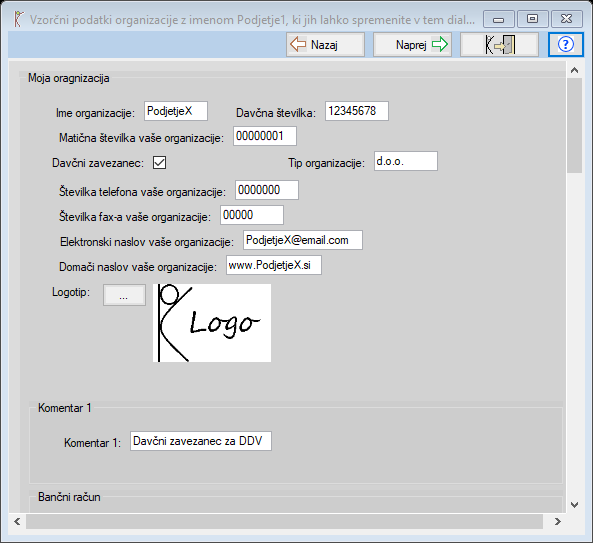 Vzorčni podatki organizacije z imenom Podjetje1, ki jih lahko spremenite v tem dial...
Nazaj Naprej ?
Moja oragnizacija
Ime organizacije: PodjetjeX Davčna številka: 12345678
Matična številka vaše organizacije: 00000001
Davčni zavezanec: Tip organizacije: d.o.o.
Številka telefona vaše organizacije: 0000000
Številka fax-a vaše organizacije: 00000
Elektronski naslov vaše organizacije: PodjetjeX@email.com
Domači naslov vaše organizacije: www.PodjetjeX.si
Logotip: ... Logo
Komentar 1
Komentar 1: Davčni zavezanec za DDV
Bančni račun